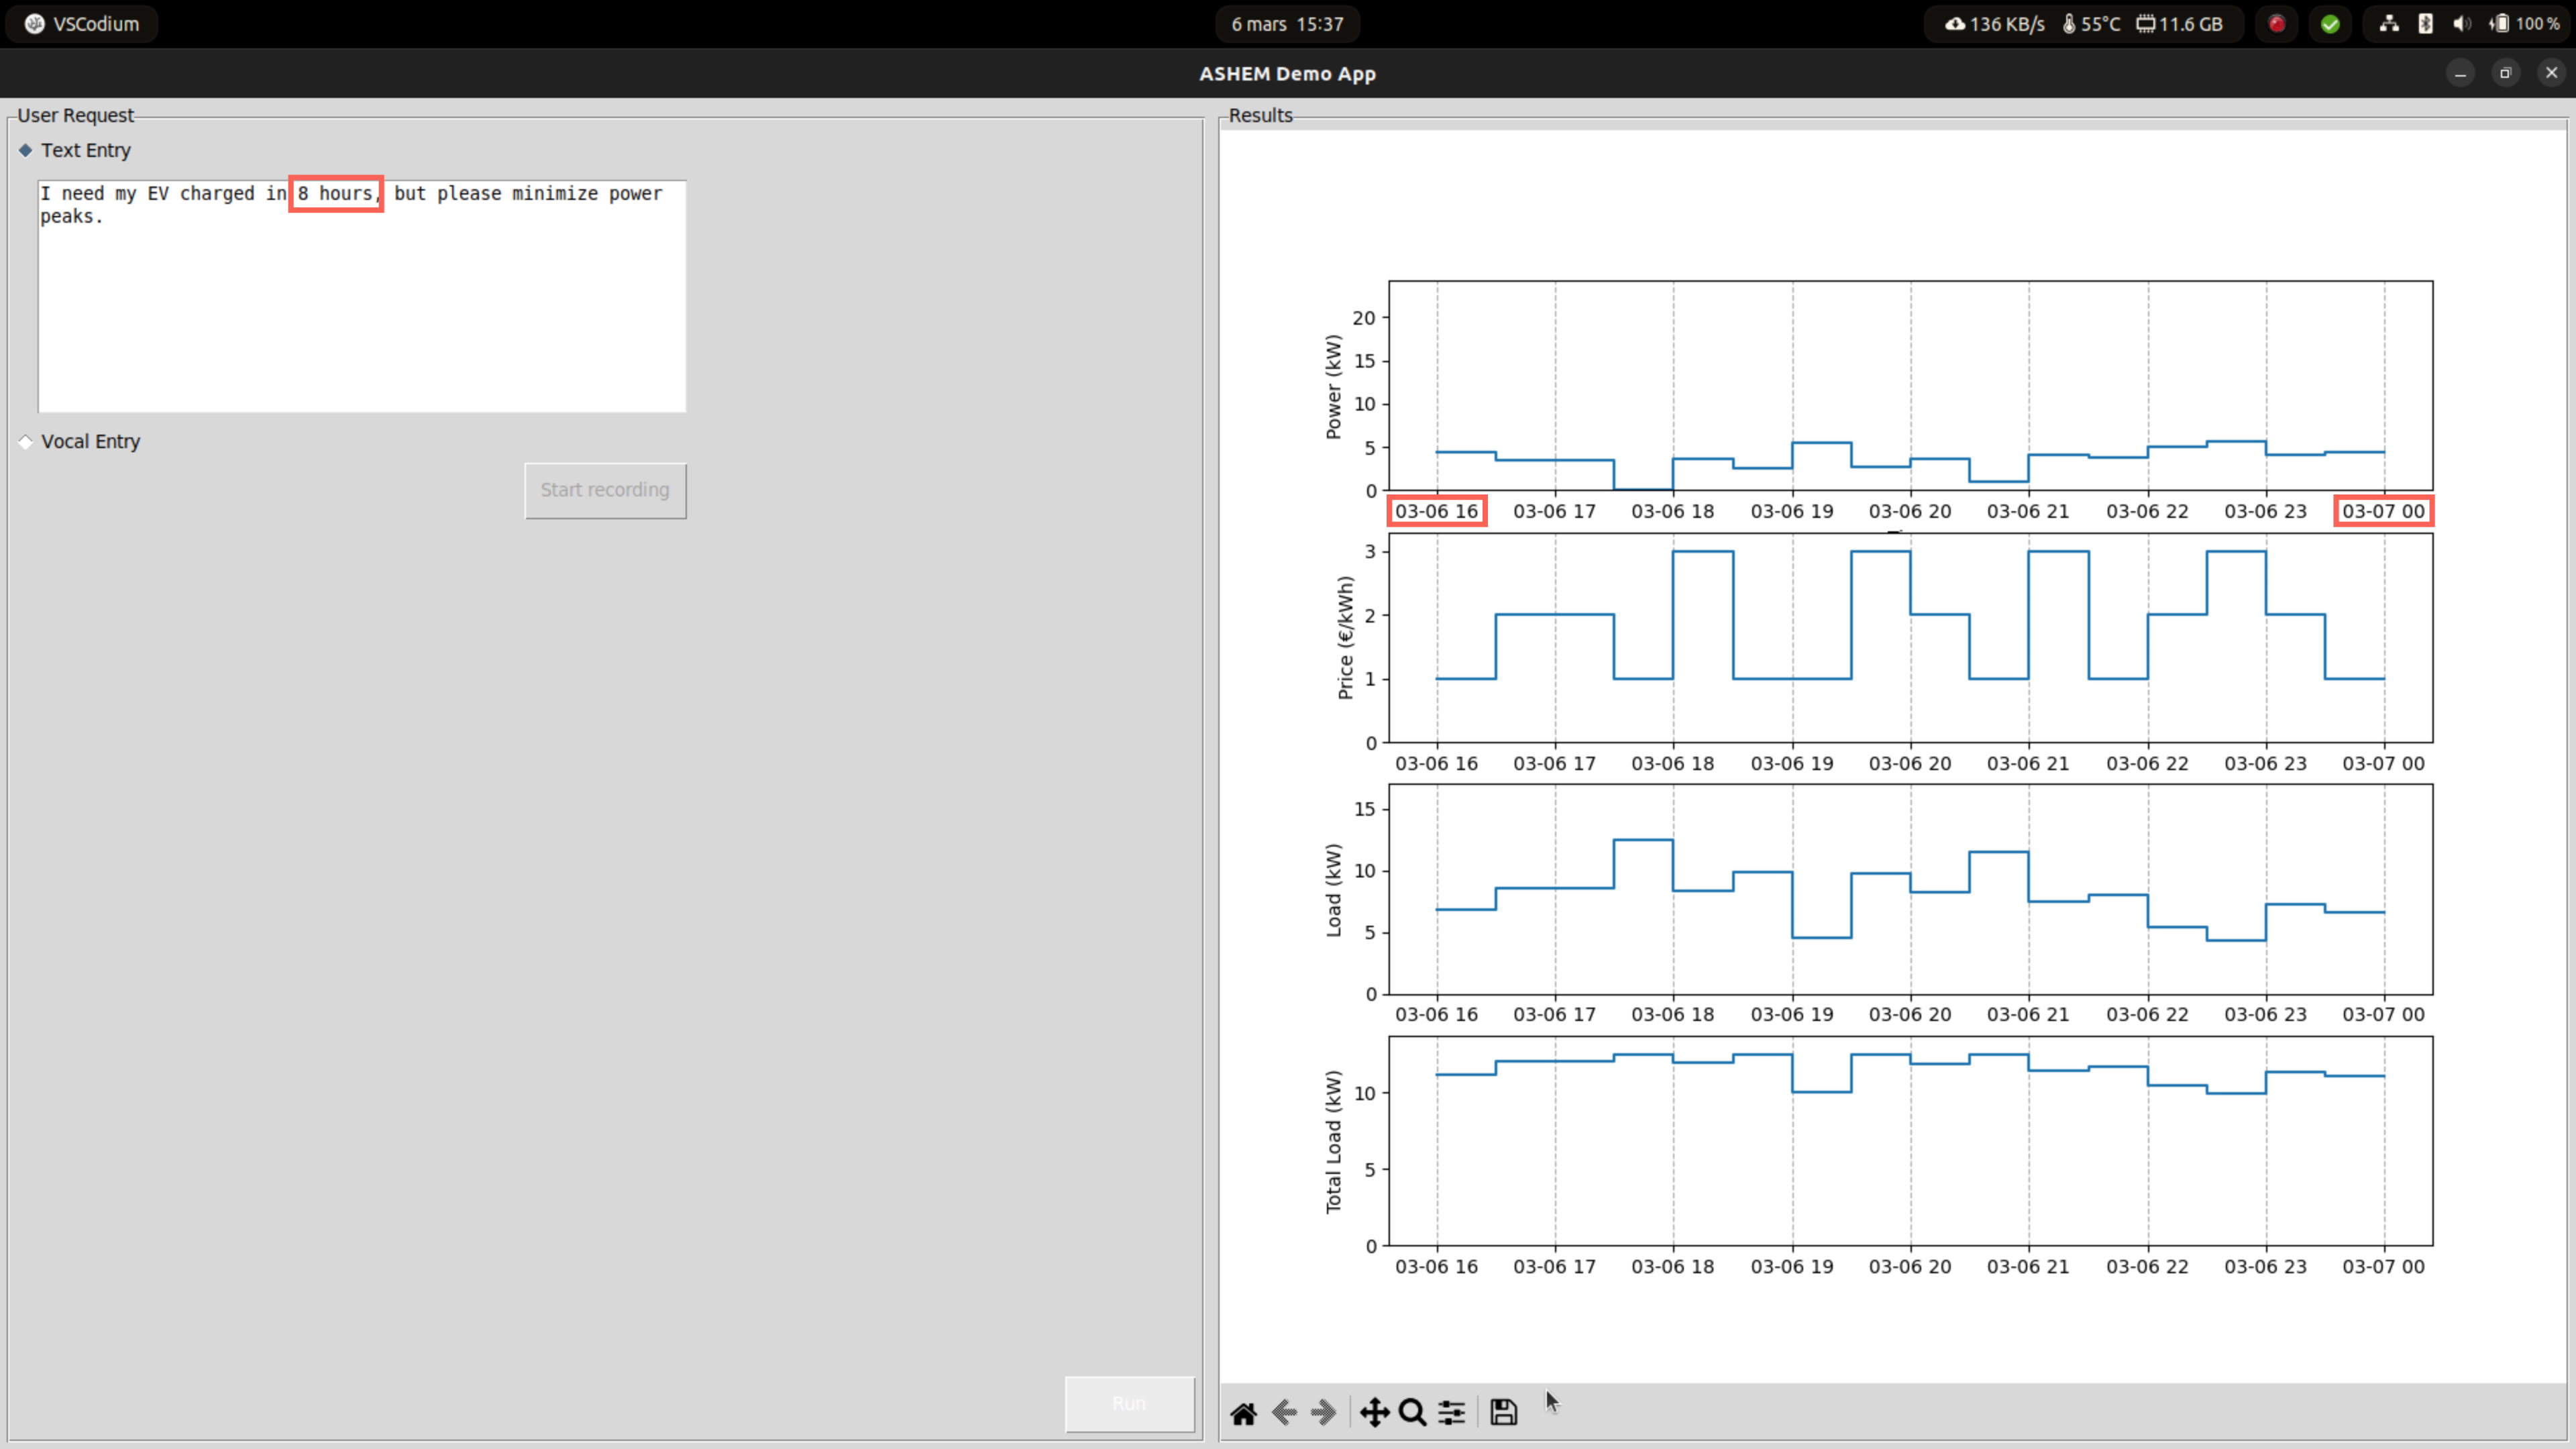 VSCodium
6 mars 15:37
136 KB/s 55°C 11.6 GB 100 %
ASHEM Demo App
User Request
Text Entry
I need my EV charged in 8 hours, but please minimize power
peaks.
Vocal Entry
Start recording
Run
Results
Power (kW)
20
15
10
5
0
03-06 16 03-06 17 03-06 18 03-06 19 03-06 20 03-06 21 03-06 22 03-06 23 03-07 00
Price (€/kWh)
3
2
1
0
03-06 16 03-06 17 03-06 18 03-06 19 03-06 20 03-06 21 03-06 22 03-06 23 03-07 00
Load (kW)
15
10
5
0
03-06 16 03-06 17 03-06 18 03-06 19 03-06 20 03-06 21 03-06 22 03-06 23 03-07 00
Total Load (kW)
10
5
0
03-06 16 03-06 17 03-06 18 03-06 19 03-06 20 03-06 21 03-06 22 03-06 23 03-07 00